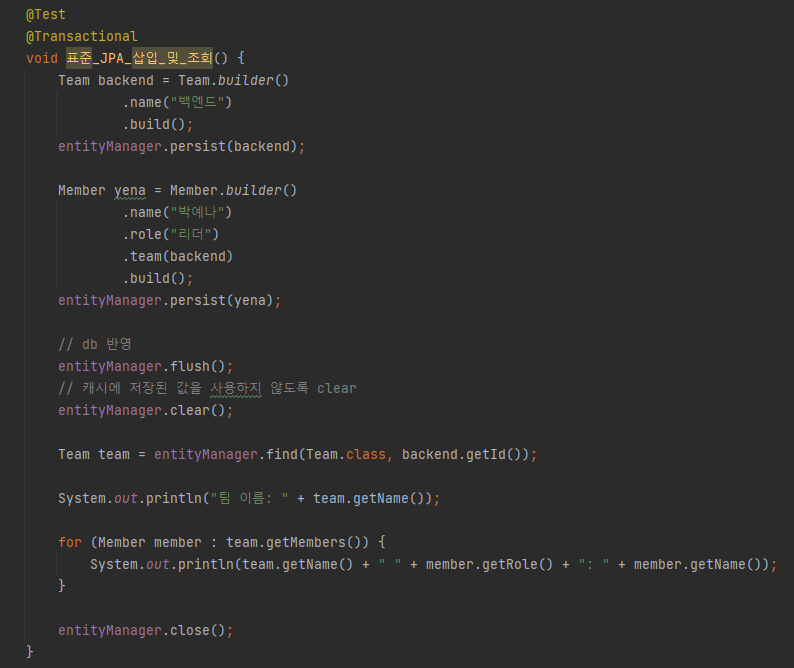 @Test
@Transactional
void 표준_JPA_삽입_및_조회() {
Team backend = Team.builder()
.name("백엔드")
.build();
entityManager.persist(backend);
Member yena = Member.builder()
.name("박예나")
.role("리더")
.team(backend)
.build();
entityManager.persist(yena);
// db 반영
entityManager.flush();
// 캐시에 저장된 값을 사용하지 않도록 clear
entityManager.clear();
Team team = entityManager.find(Team.class, backend.getId());
System.out.println("팀 이름: " + team.getName());
for (Member member : team.getMembers()) {
System.out.println(team.getName() + " " + member.getRole() + ": " + member.getName());
}
entityManager.close();
}